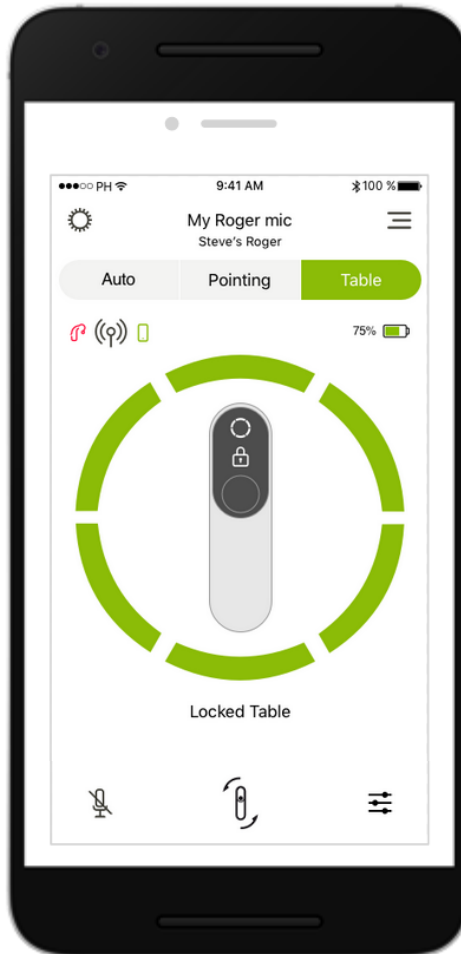 PH 9:41 AM 100 %
My Roger mic
Steve's Roger
Auto Pointing Table
75%
Locked Table